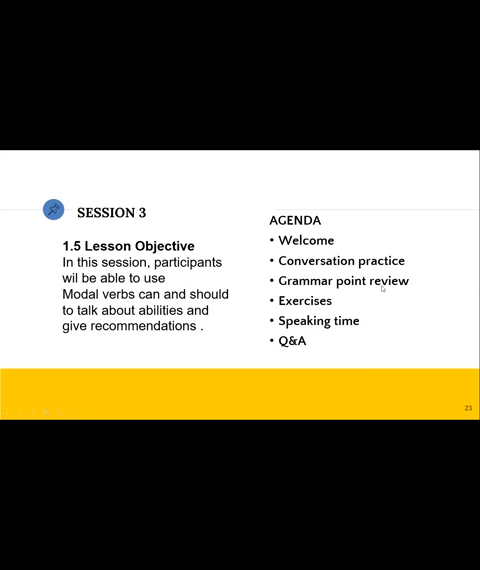 SESSION 3
1.5 Lesson Objective
In this session, participants
wil be able to use
Modal verbs can and should
to talk about abilities and
give recommendations .
AGENDA
• Welcome
• Conversation practice
• Grammar point review
• Exercises
• Speaking time
• Q&A
23